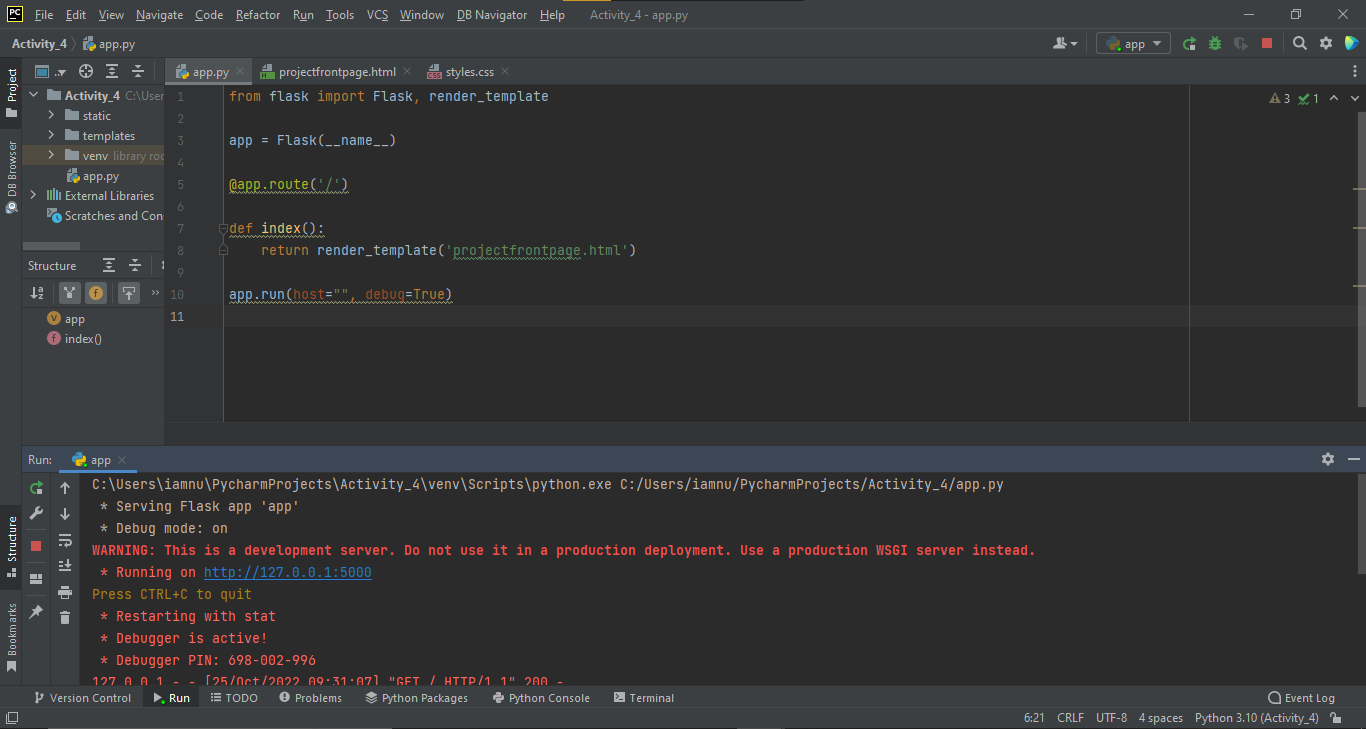 PC File Edit View Navigate Code Refactor Run Tools VCS Window DB Navigator Help Activity_4 - app.py
Activity_4 app.py app
app.py projectfrontpage.html styles.css
Project
DB Browser
Structure
Bookmarks
Activity_4 C:\User
static
templates
venv library roo
app.py
External Libraries
Scratches and Con
Structure
app
index()
3 1
1 from flask import Flask, render_template
2
3 app = Flask(__name__)
4
5 @app.route('/')
6
7 def index():
8     return render_template('projectfrontpage.html')
9
10 app.run(host="", debug=True)
11
Run: app
C:\Users\iamnu\PycharmProjects\Activity_4\venv\Scripts\python.exe C:/Users/iamnu/PycharmProjects/Activity_4/app.py
 * Serving Flask app 'app'
 * Debug mode: on
WARNING: This is a development server. Do not use it in a production deployment. Use a production WSGI server instead.
 * Running on http://127.0.0.1:5000
Press CTRL+C to quit
 * Restarting with stat
 * Debugger is active!
 * Debugger PIN: 698-002-996
127.0.0.1 - - [25/Oct/2022 09:31:07] "GET / HTTP/1.1" 200 -
Version Control Run TODO Problems Python Packages Python Console Terminal Event Log
6:21 CRLF UTF-8 4 spaces Python 3.10 (Activity_4)